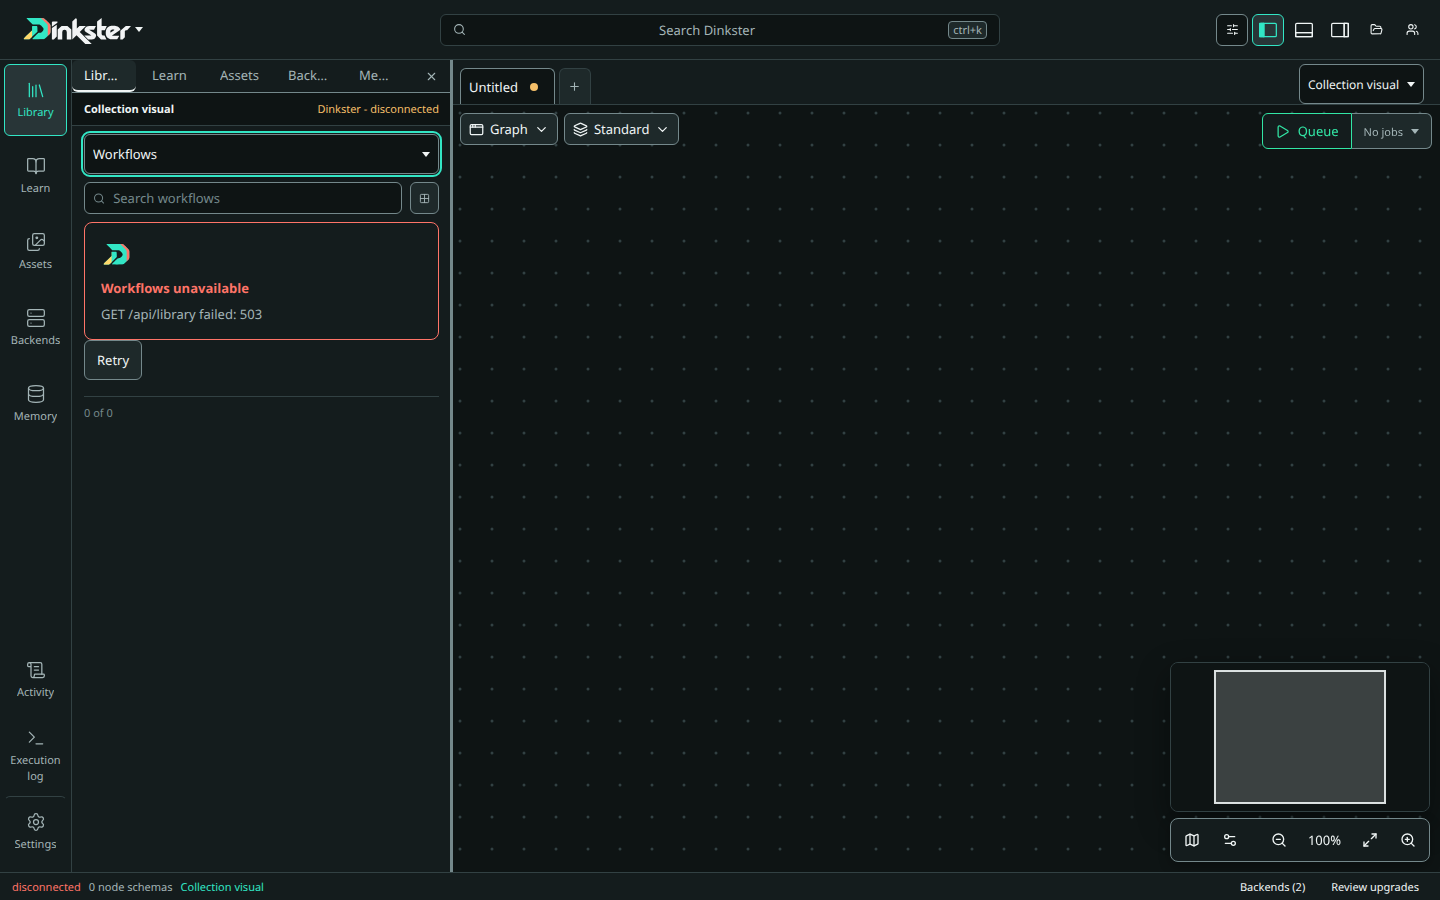 Dinkster
Search Dinkster
ctrl+k
Library
Learn
Assets
Backends
Memory
Activity
Execution
log
Settings
Libr...
Learn
Assets
Back...
Me...
Collection visual
Dinkster - disconnected
Workflows
Search workflows
Workflows unavailable
GET /api/library failed: 503
Retry
0 of 0
Untitled
Collection visual
Graph
Standard
Queue
No jobs
100%
disconnected
0 node schemas
Collection visual
Backends (2)
Review upgrades